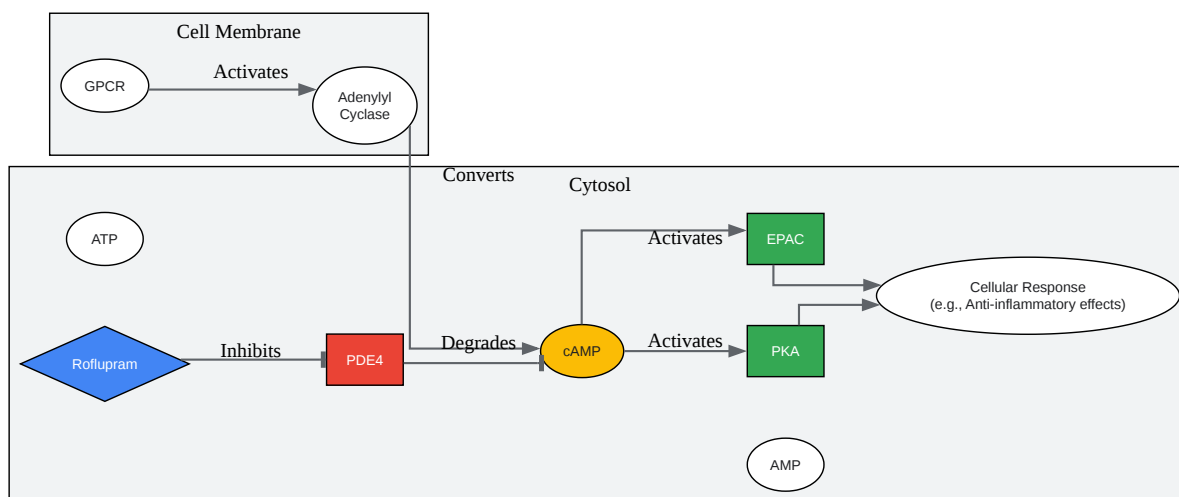 Cell Membrane
GPCR
Activates
Adenylyl
Cyclase
Converts
Cytosol
ATP
Activates
EPAC
Cellular Response
(e.g., Anti-inflammatory effects)
Roflupram
Inhibits
PDE4
Degrades
cAMP
Activates
PKA
AMP